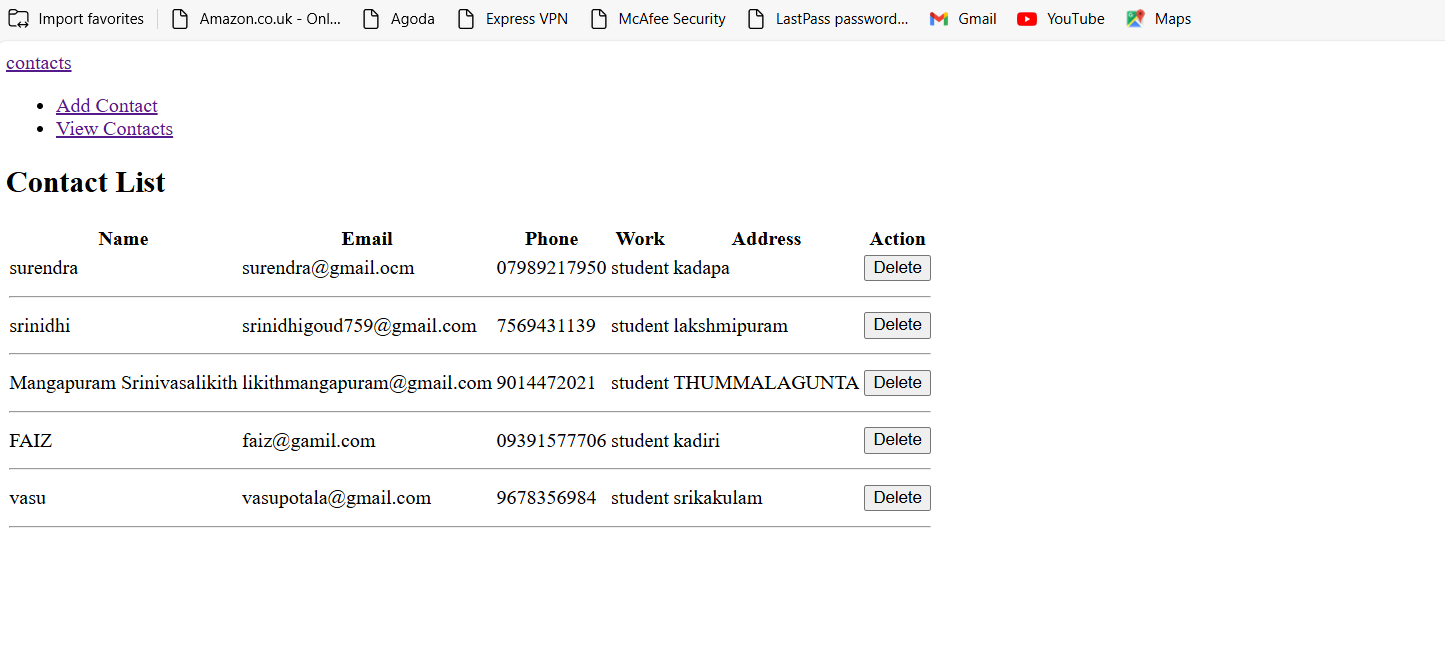 Import favorites Amazon.co.uk - Onl... Agoda Express VPN McAfee Security LastPass password... Gmail YouTube Maps
contacts
Add Contact
View Contacts
Contact List
Name Email Phone Work Address Action
surendra surendra@gmail.ocm 07989217950 student kadapa Delete
srinidhi srinidhigoud759@gmail.com 7569431139 student lakshmipuram Delete
Mangapuram Srinivasalikith likithmangapuram@gmail.com 9014472021 student THUMMALAGUNTA Delete
FAIZ faiz@gamil.com 09391577706 student kadiri Delete
vasu vasupotala@gmail.com 9678356984 student srikakulam Delete